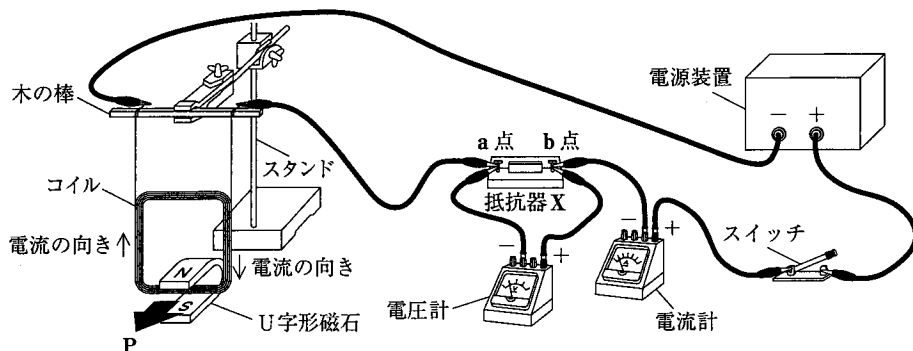 木の棒
コイル
電流の向き
N
S
P
電流の向き
U字形磁石
スタンド
a点
b点
抵抗器X
−
+
電圧計
V
−
+
電流計
A
スイッチ
電源装置
−
+